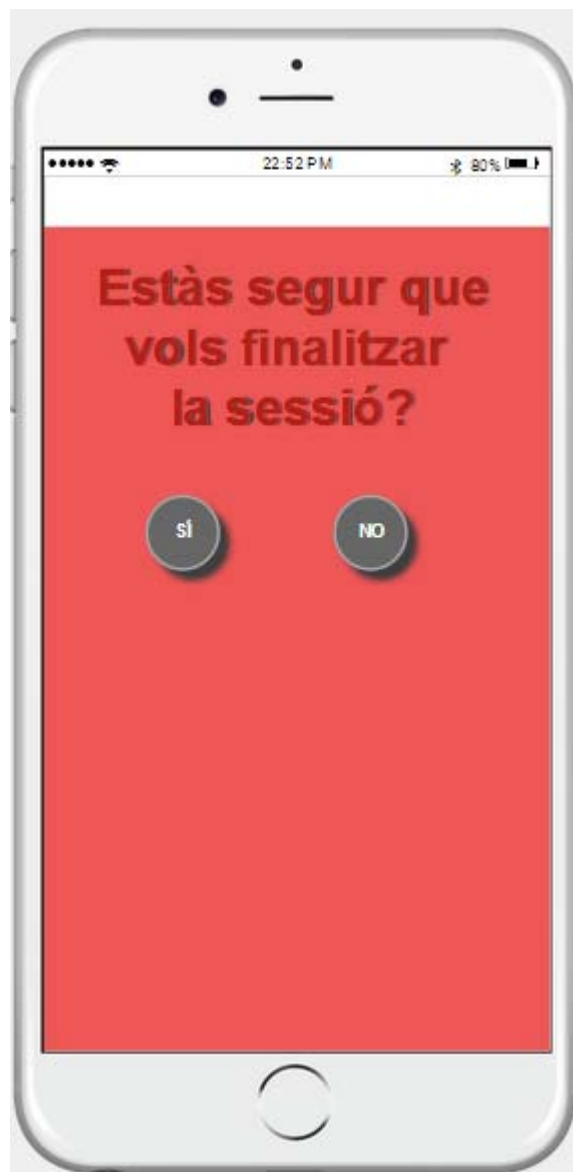 22:52 PM
80%
Estàs segur que
vols finalitzar
la sessió?
SÍ
NO